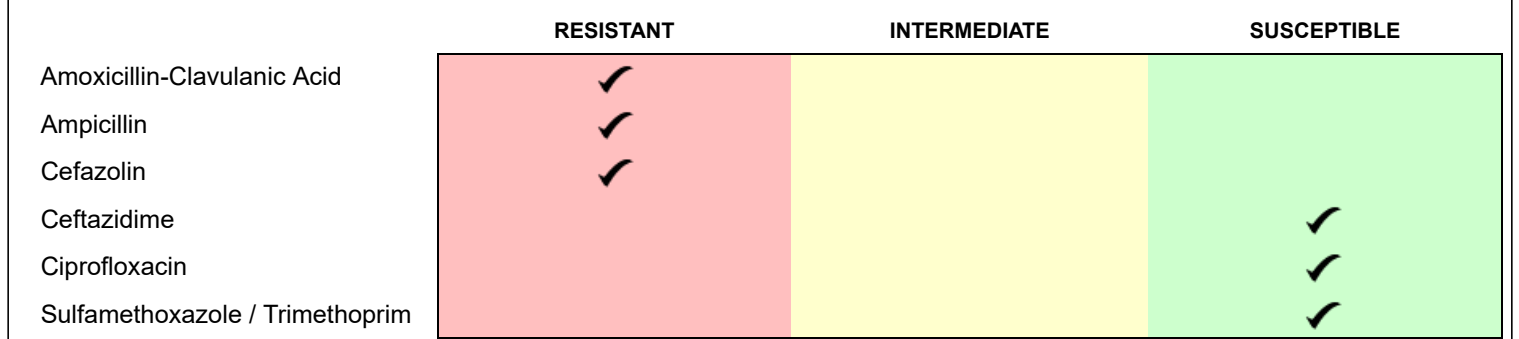 RESISTANT INTERMEDIATE SUSCEPTIBLE
Amoxicillin-Clavulanic Acid
Ampicillin
Cefazolin
Ceftazidime
Ciprofloxacin
Sulfamethoxazole / Trimethoprim